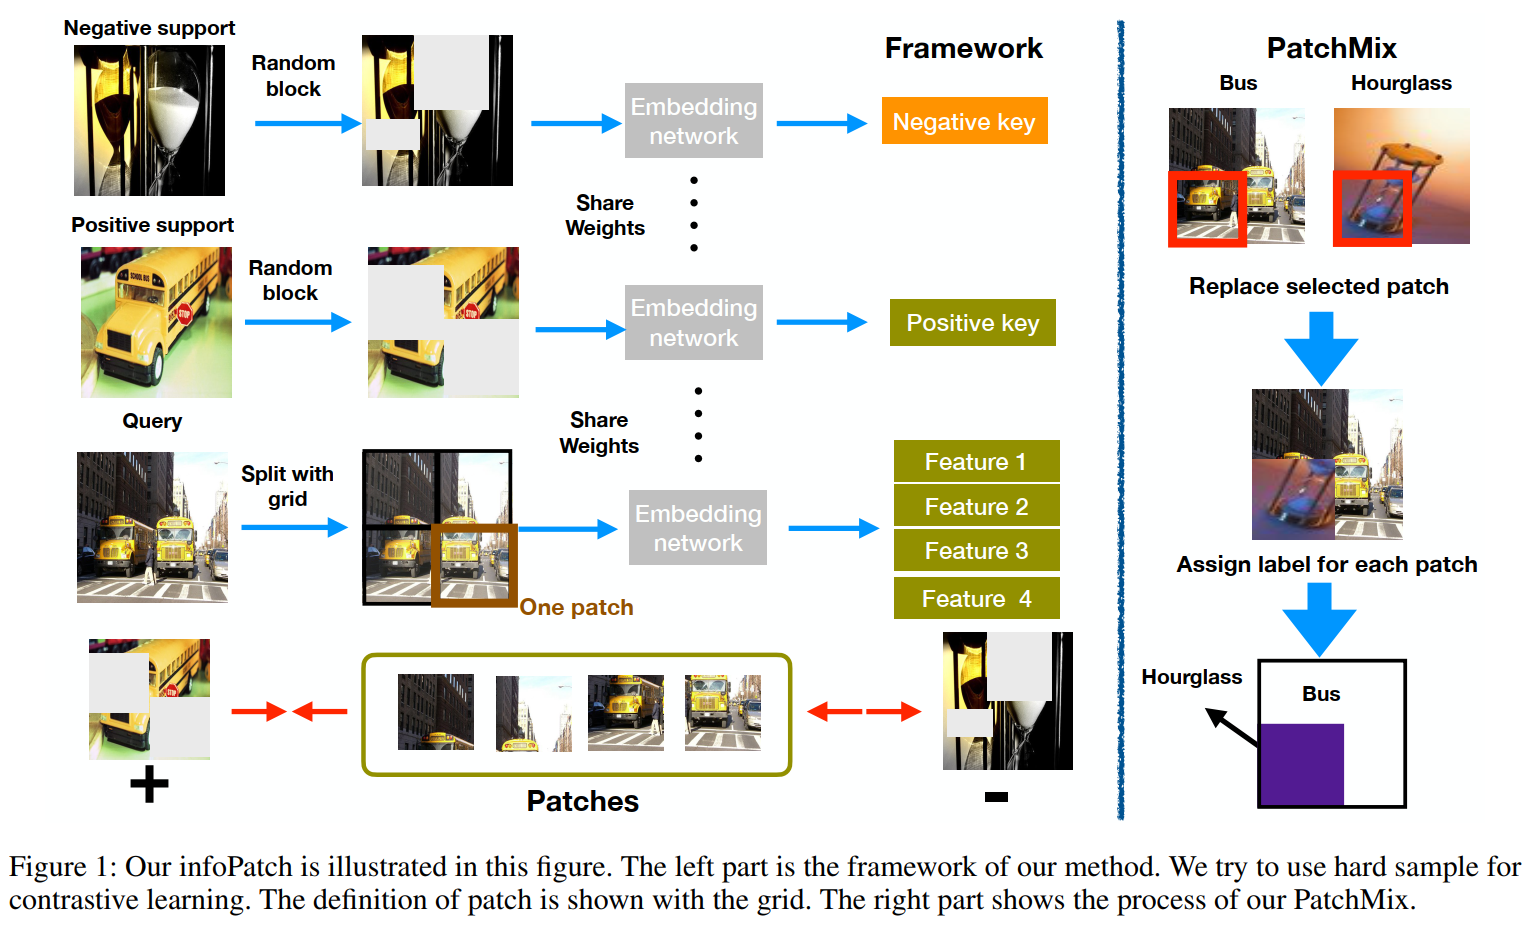 Negative support
Random
block
Embedding
network
Framework
Negative key
Share
Weights
Positive support
Random
block
SCHOOL BUS
STOP
Embedding
network
Positive key
Share
Weights
Query
Split with
grid
One patch
Embedding
network
Feature 1
Feature 2
Feature 3
Feature 4
+
Patches
-
PatchMix
Bus
Hourglass
Replace selected patch
Assign label for each patch
Hourglass
Bus
Figure 1: Our infoPatch is illustrated in this figure. The left part is the framework of our method. We try to use hard sample for
contrastive learning. The definition of patch is shown with the grid. The right part shows the process of our PatchMix.